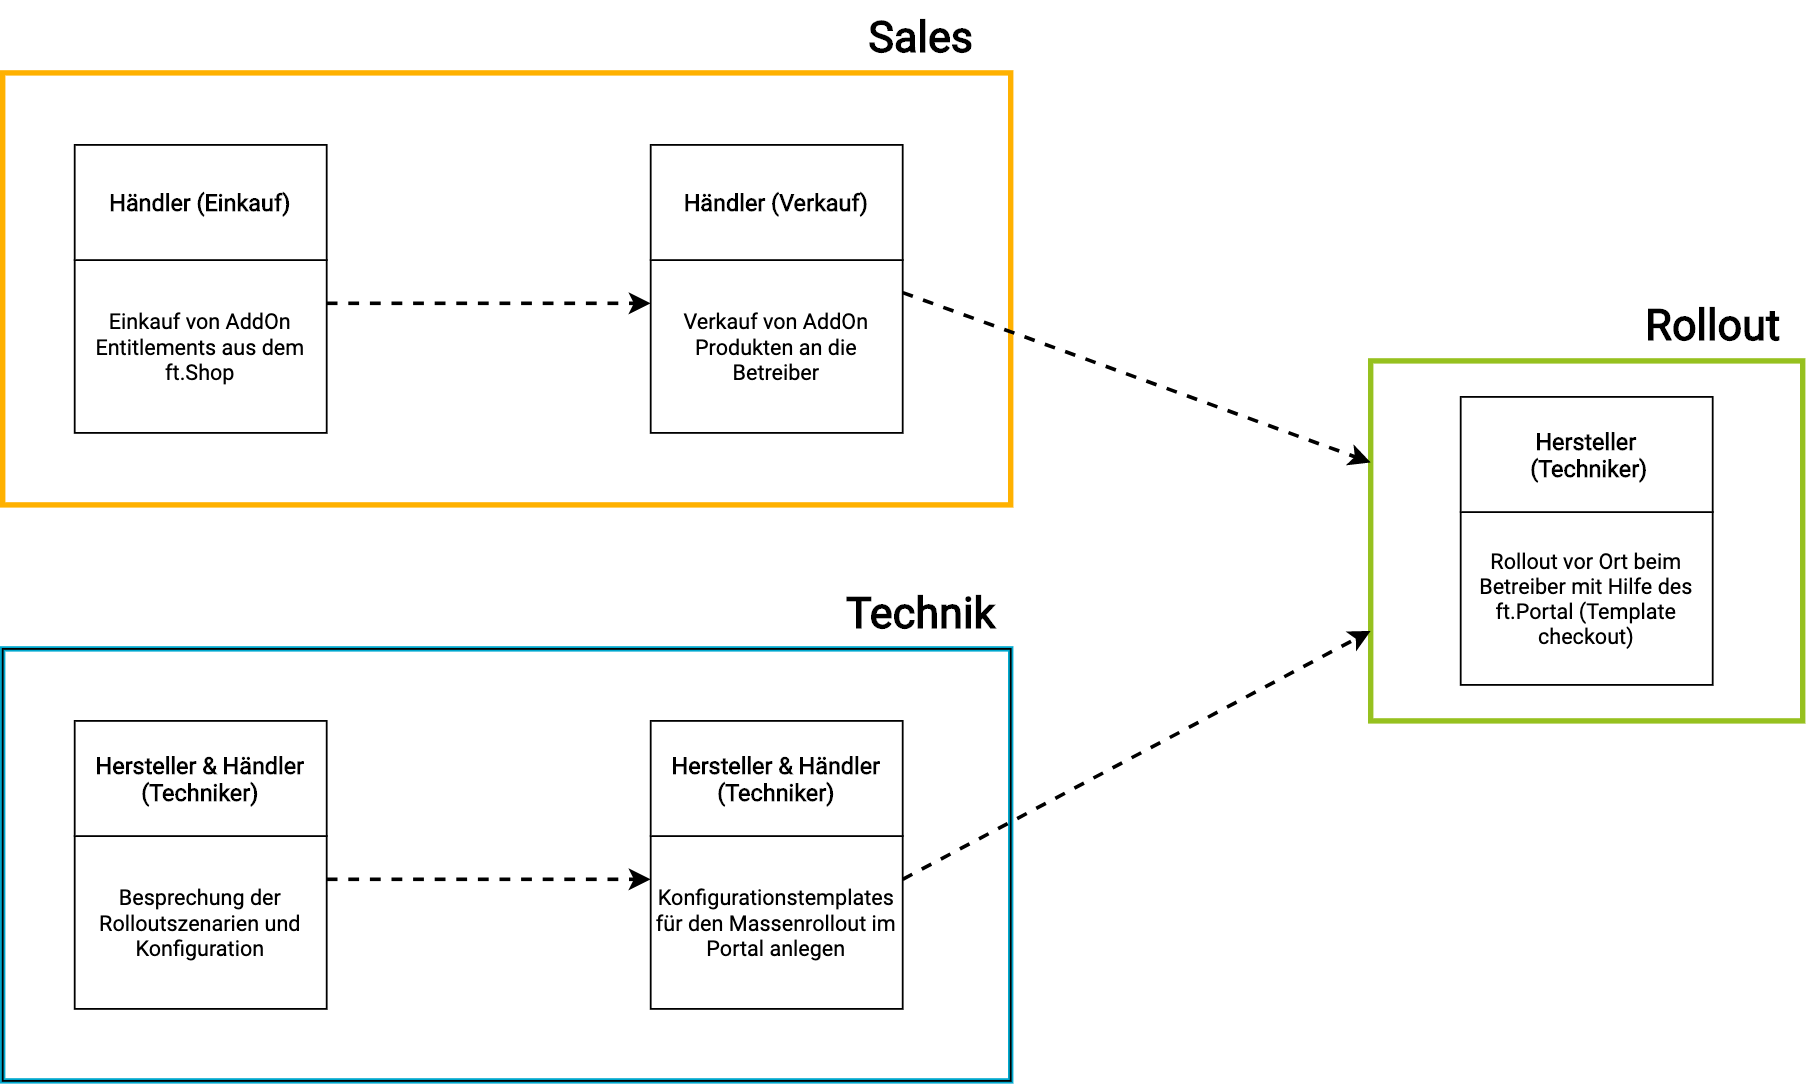 Sales
Händler (Einkauf)
Einkauf von AddOn
Entitlements aus dem
ft.Shop
Händler (Verkauf)
Verkauf von AddOn
Produkten an die
Betreiber
Technik
Hersteller & Händler
(Techniker)
Besprechung der
Rolloutszenarien und
Konfiguration
Hersteller & Händler
(Techniker)
Konfigurationstemplates
für den Massenrollout im
Portal anlegen
Rollout
Hersteller
(Techniker)
Rollout vor Ort beim
Betreiber mit Hilfe des
ft.Portal (Template
checkout)